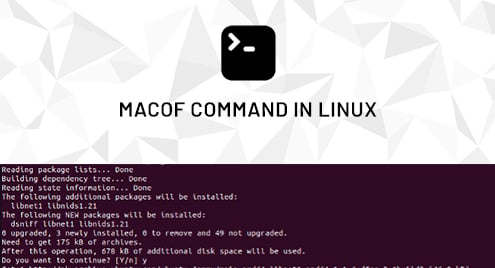 MACOF COMMAND IN LINUX
Reading package lists... Done
Building dependency tree... Done
Reading state information... Done
The following additional packages will be installed:
libnet1 libnids1.21
The following NEW packages will be installed:
dsniff libnet1 libnids1.21
0 upgraded, 3 newly installed, 0 to remove and 49 not upgraded.
Need to get 175 kB of archives.
After this operation, 678 kB of additional disk space will be used.
Do you want to continue? [Y/n] y